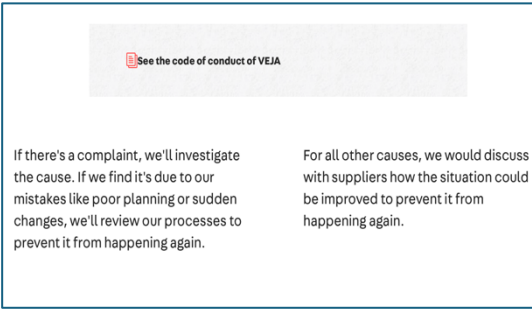 See the code of conduct of VEJA
If there's a complaint, we'll investigate
the cause. If we find it's due to our
mistakes like poor planning or sudden
changes, we'll review our processes to
prevent it from happening again.
For all other causes, we would discuss
with suppliers how the situation could
be improved to prevent it from
happening again.